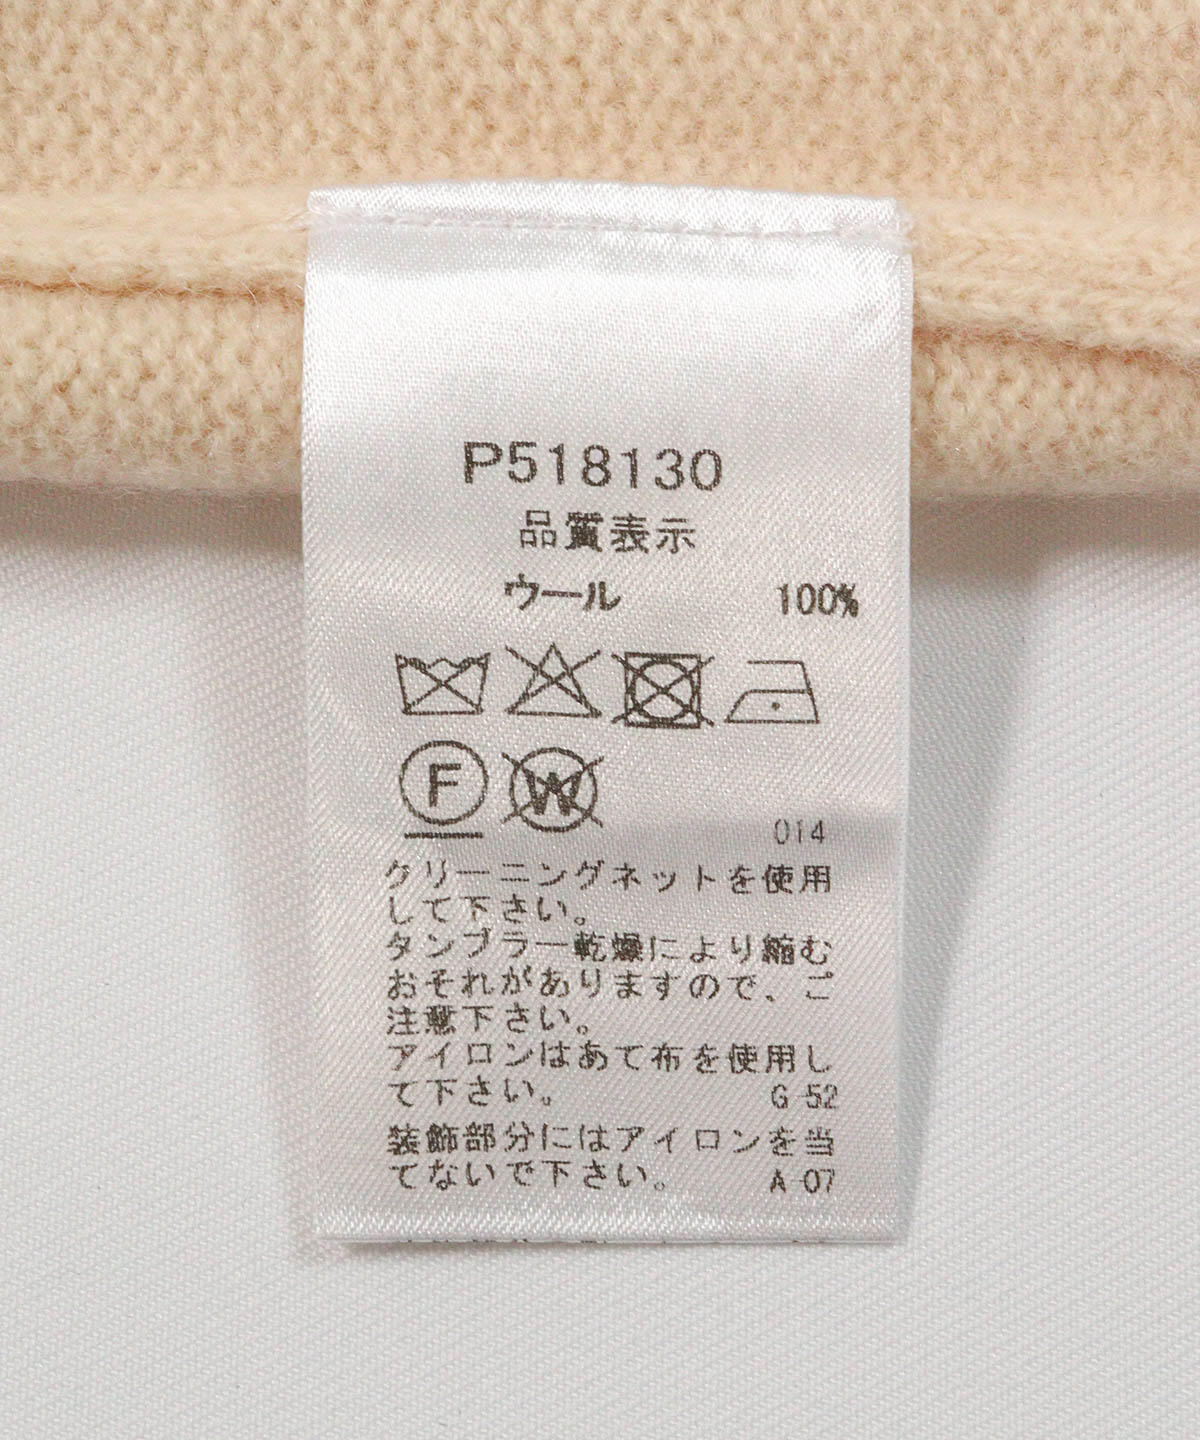 P518130
品質表示
ウール 100%
F W
014
クリーニングネットを使用
して下さい。
タンブラー乾燥により縮む
おそれがありますので、ご
注意下さい。
アイロンはあて布を使用し
て下さい。 G 52
装飾部分にはアイロンを当
てないで下さい。 A 07